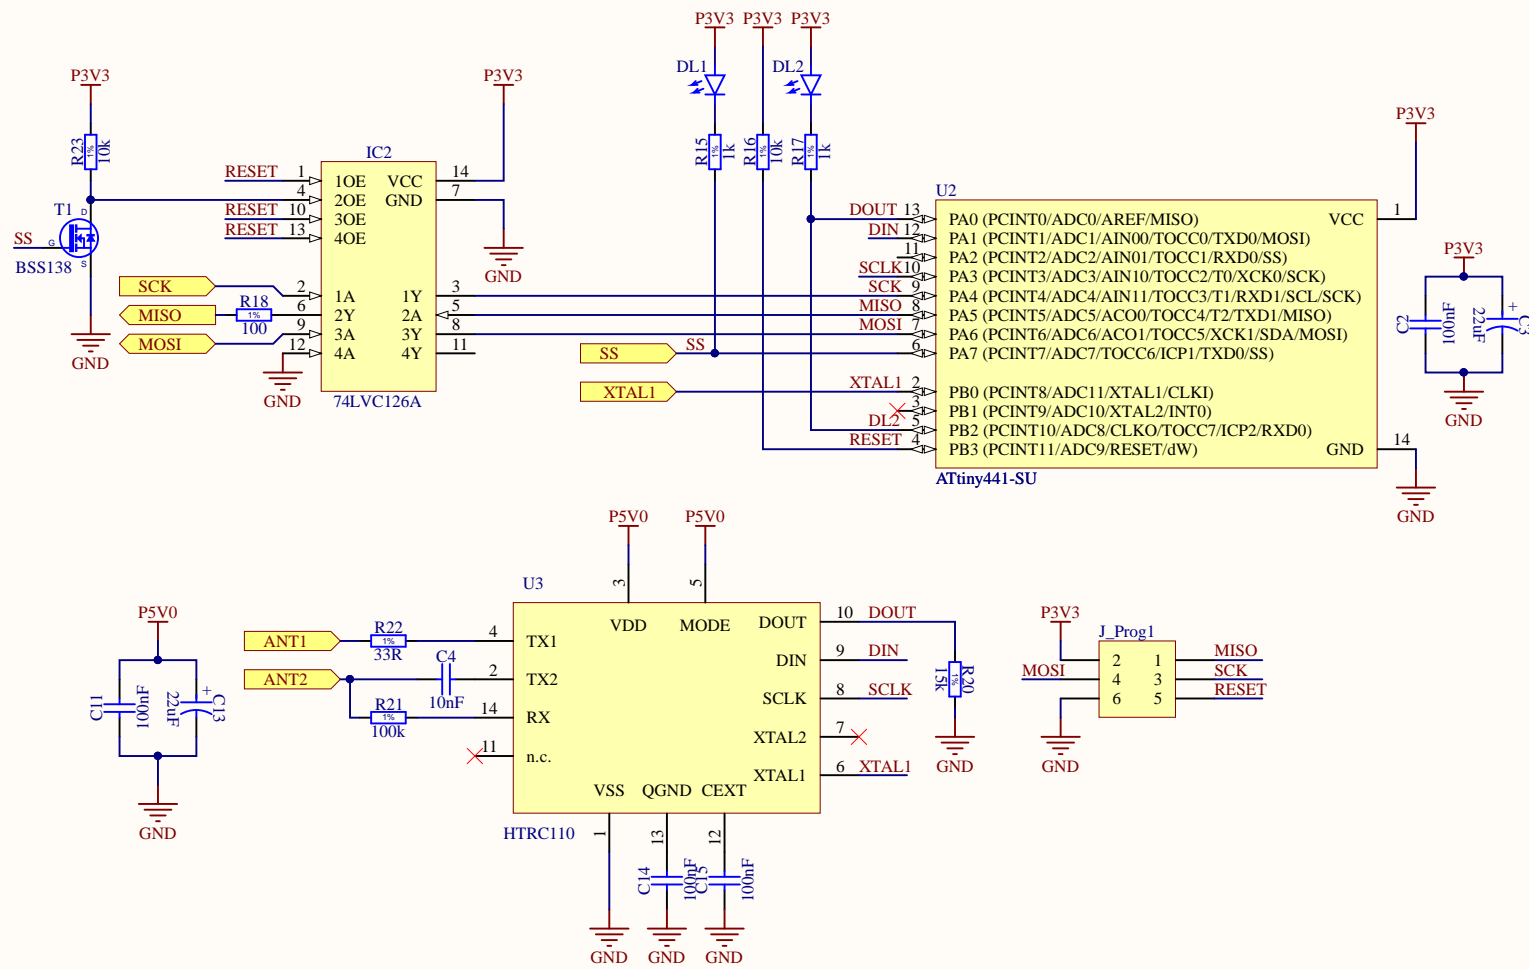 P3V3
R23
1%
10k
T1
D
G
S
SS
BSS138
GND
P3V3
IC2
RESET 1 1OE VCC 14
4 2OE GND 7
RESET 10 3OE
RESET 13 4OE
GND
SCK 2 1A 1Y 3
MISO R18 1% 100 6 2Y 2A 5
MOSI 9 3A 3Y 8
12 4A 4Y 11
GND
74LVC126A
P3V3 P3V3 P3V3
DL1 DL2
R15 1% 1k
R16 1% 10k
R17 1% 1k
U2
DOUT 13 PA0 (PCINT0/ADC0/AREF/MISO)
DIN 12 PA1 (PCINT1/ADC1/AIN00/TOCC0/TXD0/MOSI)
11 PA2 (PCINT2/ADC2/AIN01/TOCC1/RXD0/SS)
SCLK 10 PA3 (PCINT3/ADC3/AIN10/TOCC2/T0/XCK0/SCK)
SCK 9 PA4 (PCINT4/ADC4/AIN11/TOCC3/T1/RXD1/SCL/SCK)
MISO 8 PA5 (PCINT5/ADC5/ACO0/TOCC4/T2/TXD1/MISO)
MOSI 7 PA6 (PCINT6/ADC6/ACO1/TOCC5/XCK1/SDA/MOSI)
SS SS 6 PA7 (PCINT7/ADC7/TOCC6/ICP1/TXD0/SS)
XTAL1 XTAL1 2 PB0 (PCINT8/ADC11/XTAL1/CLKI)
3 PB1 (PCINT9/ADC10/XTAL2/INT0)
DL2 5 PB2 (PCINT10/ADC8/CLKO/TOCC7/ICP2/RXD0)
RESET 4 PB3 (PCINT11/ADC9/RESET/dW)
VCC 1
P3V3
GND 14
GND
ATtiny441-SU
P3V3
C2
100nF
22uF
+
C3
GND
P5V0
C11
100nF
22uF
+
C13
GND
P5V0 P5V0
U3
3 5
VDD MODE
ANT1 R22 1% 33R 4 TX1
ANT2 C4 10nF 2 TX2
R21 1% 100k 14 RX
11 n.c.
DOUT 10 DOUT
DIN 9 DIN
SCLK 8 SCLK
XTAL2 7
XTAL1 6 XTAL1
R20
1%
15k
GND
VSS QGND CEXT
HTRC110
1 13 12
C14 100nF
C15 100nF
GND GND GND
P3V3
J_Prog1
2 1 MISO
MOSI 4 3 SCK
6 5 RESET
GND